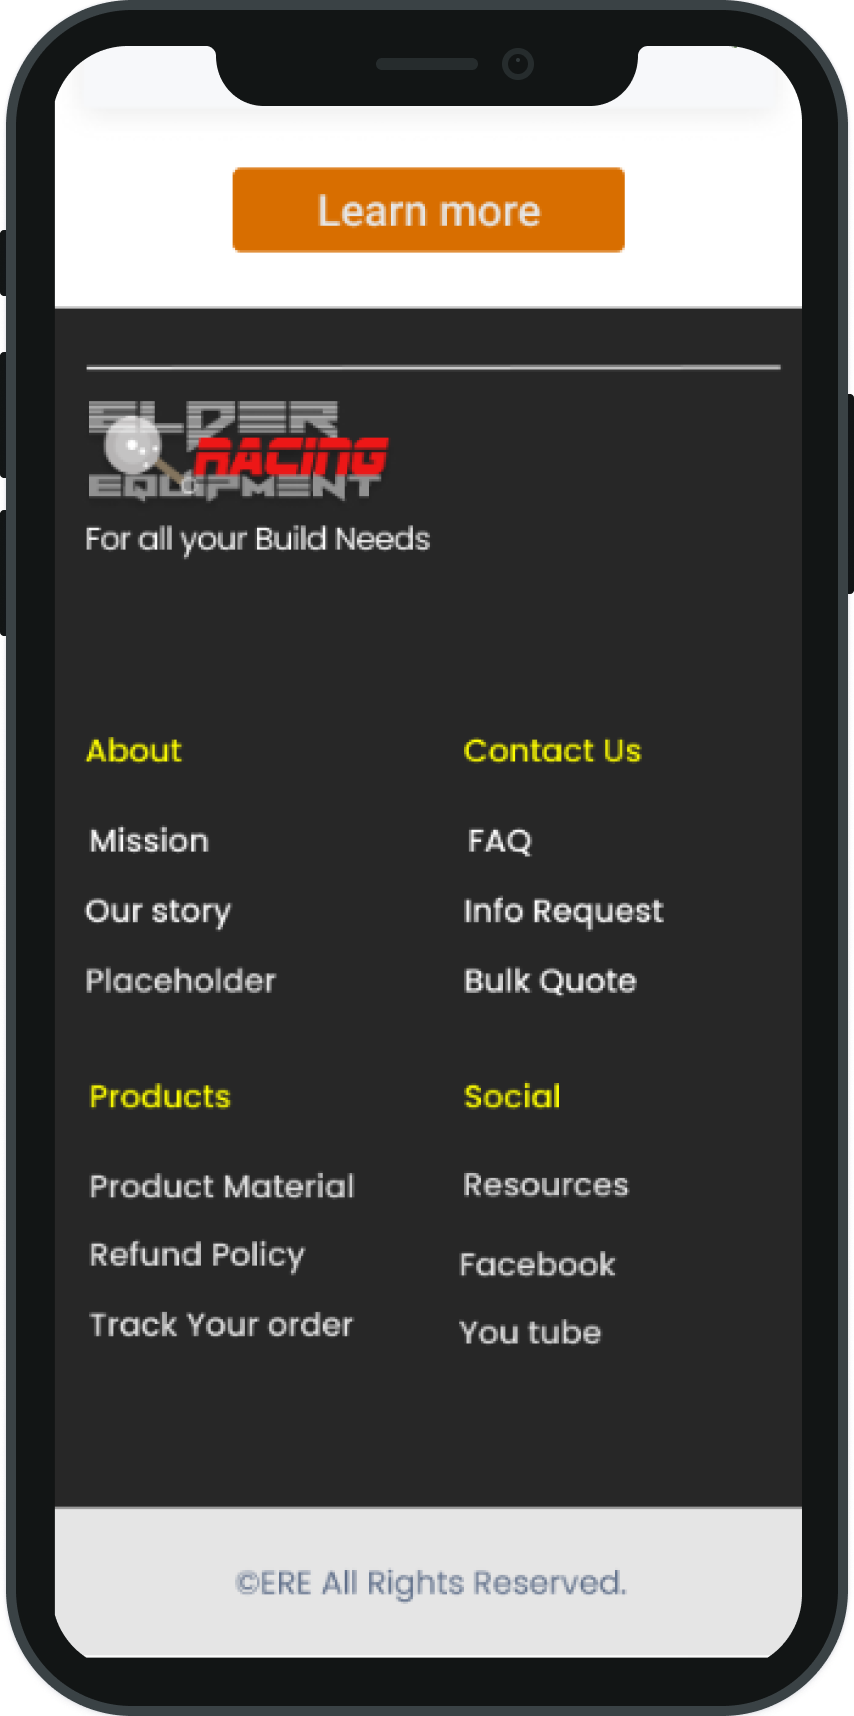 Learn more
ELDER
RACING
EQUIPMENT
For all your Build Needs
About
Mission
Our story
Placeholder
Contact Us
FAQ
Info Request
Bulk Quote
Products
Product Material
Refund Policy
Track Your order
Social
Resources
Facebook
You tube
©ERE All Rights Reserved.